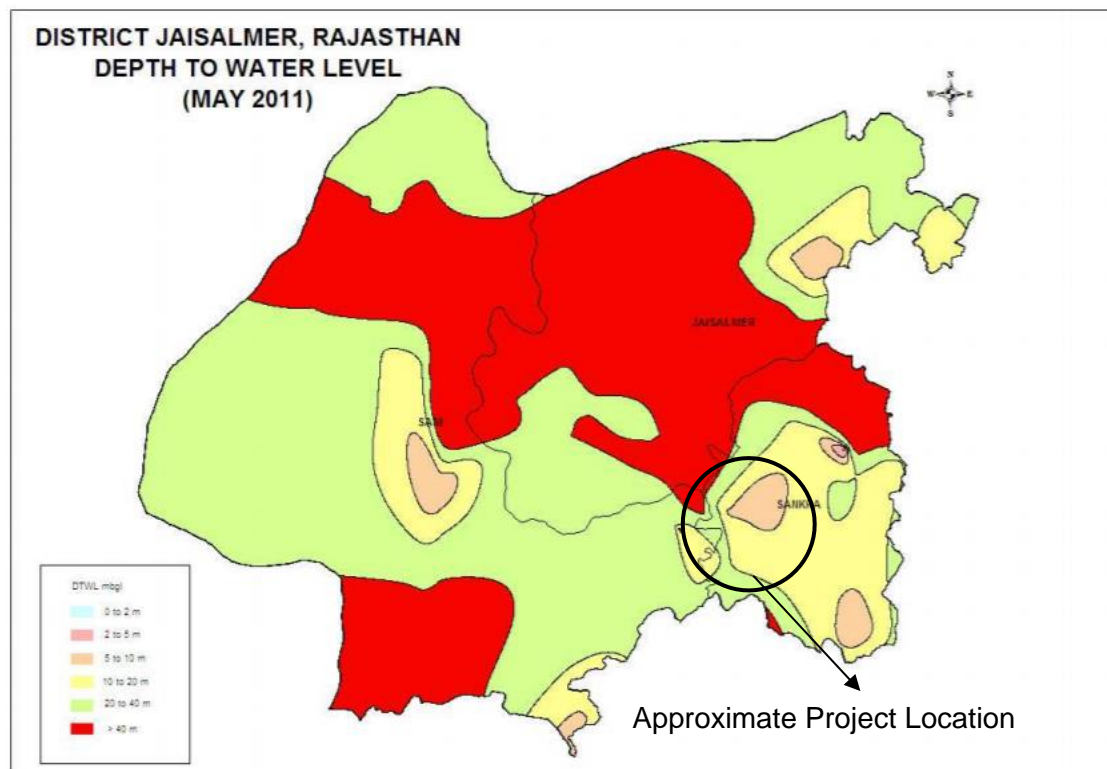 DISTRICT JAISALMER, RAJASTHAN
DEPTH TO WATER LEVEL
(MAY 2011)
N
W E
S
JAISALMER
SAM
SANKRA
DTWL mbgl
0 to 2 m
2 to 5 m
5 to 10 m
10 to 20 m
20 to 40 m
> 40 m
Approximate Project Location